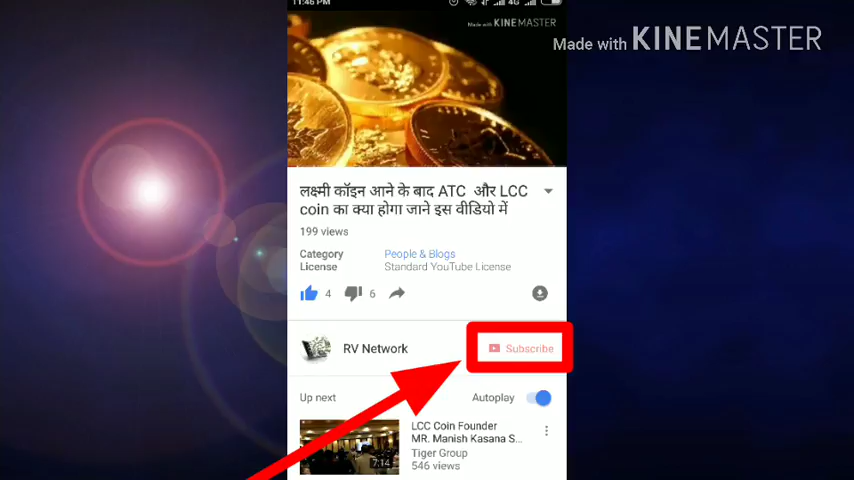 11:46 PM
4G
Made with KINEMASTER
Made with KINEMASTER
लक्ष्मी कॉइन आने के बाद ATC और LCC
coin का क्या होगा जाने इस वीडियो में
199 views
Category People & Blogs
License Standard YouTube License
4 6
RV Network Subscribe
Up next Autoplay
LCC Coin Founder
MR. Manish Kasana S...
Tiger Group
7:14 546 views